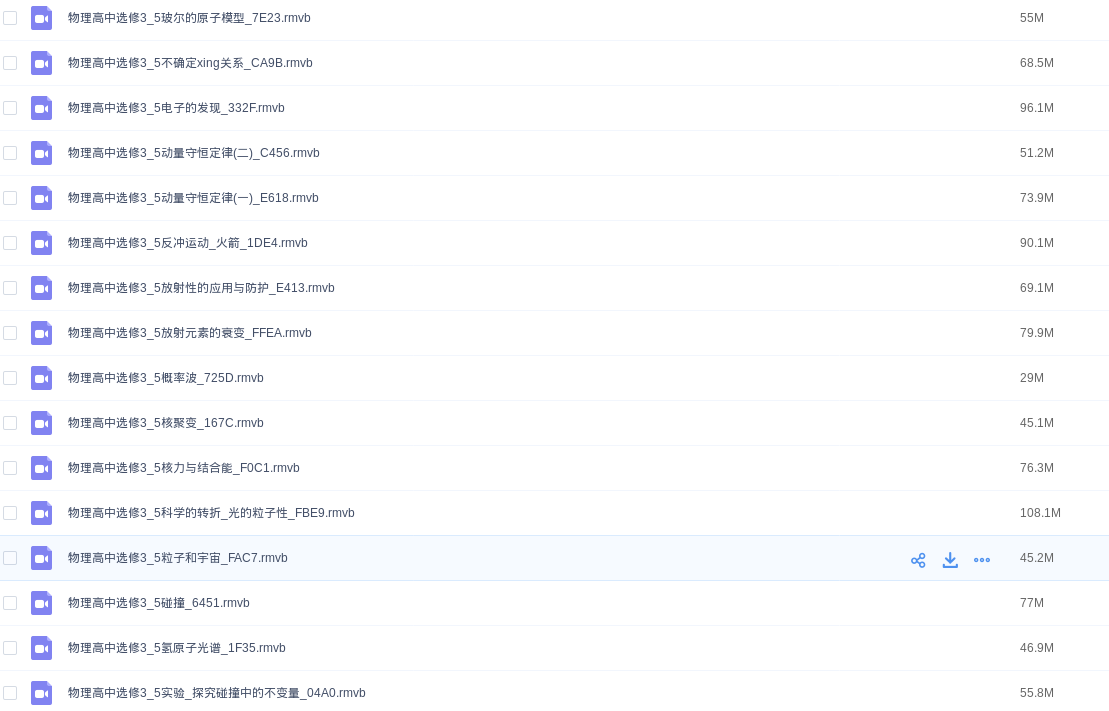 物理高中选修3_5玻尔的原子模型_7E23.rmvb 55M
物理高中选修3_5不确定xing关系_CA9B.rmvb 68.5M
物理高中选修3_5电子的发现_332F.rmvb 96.1M
物理高中选修3_5动量守恒定律(二)_C456.rmvb 51.2M
物理高中选修3_5动量守恒定律(一)_E618.rmvb 73.9M
物理高中选修3_5反冲运动_火箭_1DE4.rmvb 90.1M
物理高中选修3_5放射性的应用与防护_E413.rmvb 69.1M
物理高中选修3_5放射元素的衰变_FFEA.rmvb 79.9M
物理高中选修3_5概率波_725D.rmvb 29M
物理高中选修3_5核聚变_167C.rmvb 45.1M
物理高中选修3_5核力与结合能_F0C1.rmvb 76.3M
物理高中选修3_5科学的转折_光的粒子性_FBE9.rmvb 108.1M
物理高中选修3_5粒子和宇宙_FAC7.rmvb 45.2M
物理高中选修3_5碰撞_6451.rmvb 77M
物理高中选修3_5氢原子光谱_1F35.rmvb 46.9M
物理高中选修3_5实验_探究碰撞中的不变量_04A0.rmvb 55.8M